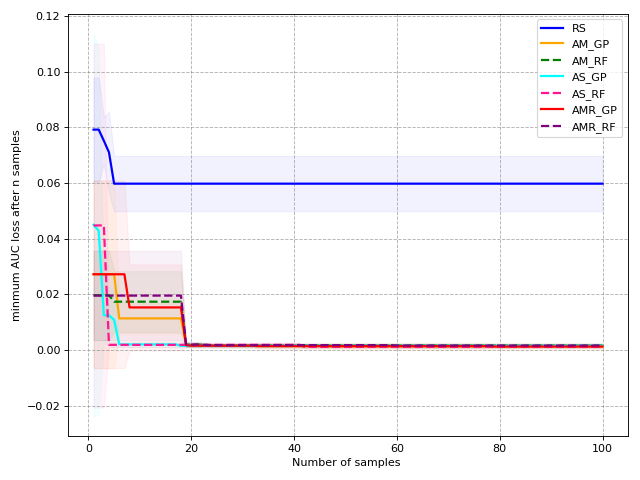 0.12
0.10
0.08
0.06
0.04
0.02
0.00
−0.02
minmum AUC loss after n samples
RS
AM_GP
AM_RF
AS_GP
AS_RF
AMR_GP
AMR_RF
0
20
40
60
80
100
Number of samples